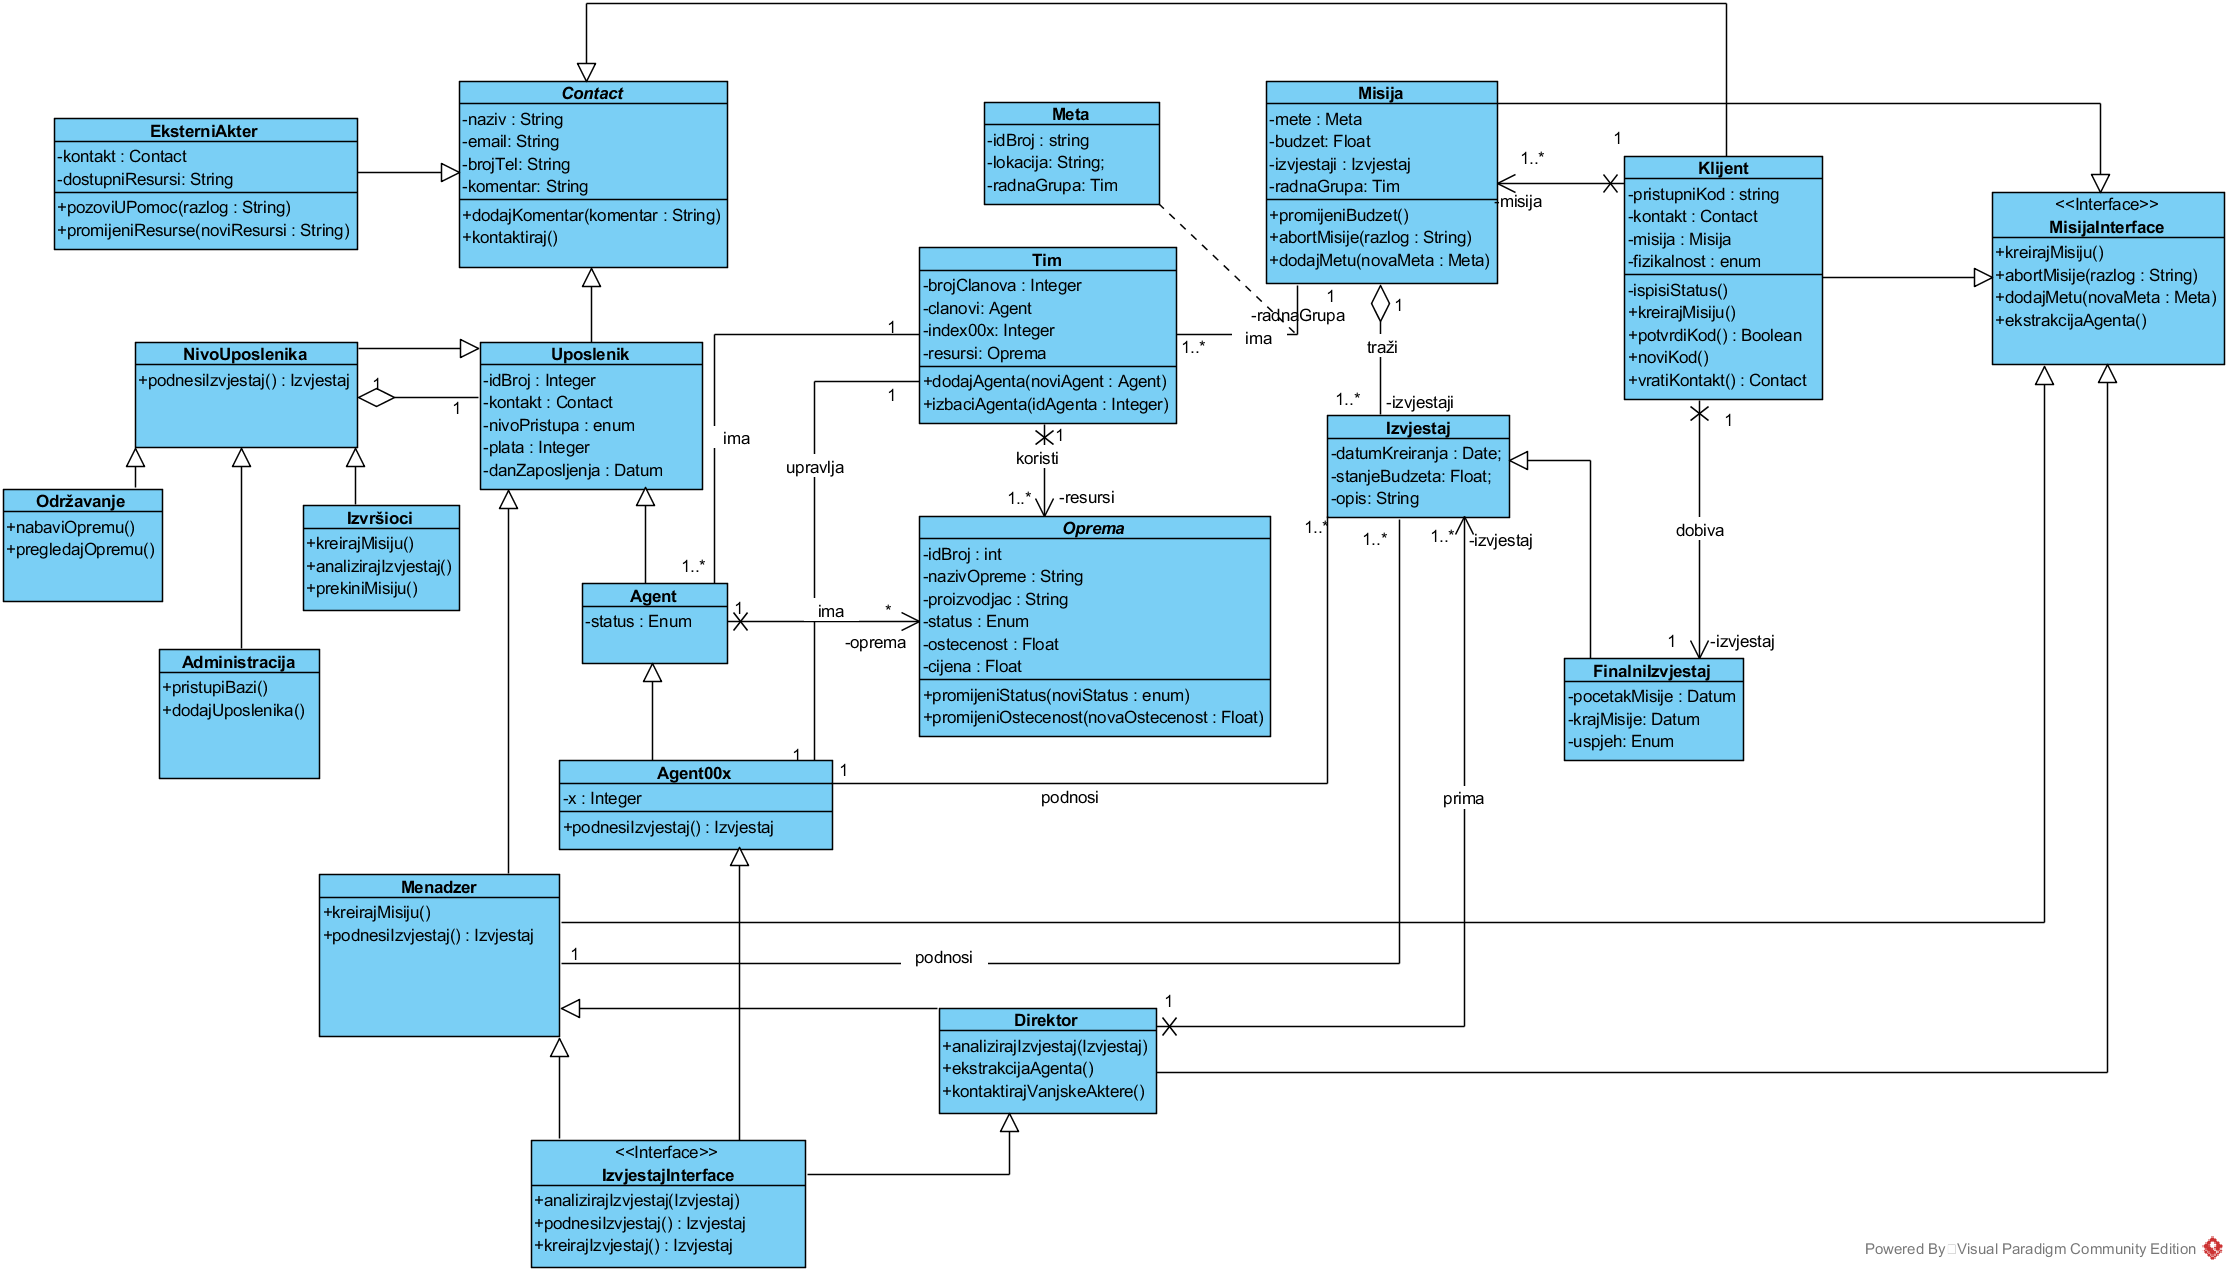 Contact
-naziv : String
-email: String
-brojTel: String
-komentar: String
+dodajKomentar(komentar : String)
+kontaktiraj()
EksterniAkter
-kontakt : Contact
-dostupniResursi: String
+pozoviUPomoc(razlog : String)
+promijeniResurse(noviResursi : String)
Meta
-idBroj : string
-lokacija: String;
-radnaGrupa: Tim
Misija
-mete : Meta
-budzet: Float
-izvjestaji : Izvjestaj
-radnaGrupa: Tim
+promijeniBudzet()
+abortMisije(razlog : String)
+dodajMetu(novaMeta : Meta)
1
1..*
-misija
Klijent
-pristupniKod : string
-kontakt : Contact
-misija : Misija
-fizikalnost : enum
-ispisiStatus()
+kreirajMisiju()
+potvrdiKod() : Boolean
+noviKod()
+vratiKontakt() : Contact
<<Interface>>
MisijaInterface
+kreirajMisiju()
+abortMisije(razlog : String)
+dodajMetu(novaMeta : Meta)
+ekstrakcijaAgenta()
Tim
-brojClanova : Integer
-clanovi: Agent
-index00x: Integer
-resursi: Oprema
+dodajAgenta(noviAgent : Agent)
+izbaciAgenta(idAgenta : Integer)
1
-radnaGrupa
ima
1..*
1
traži
1..*
-izvjestaji
1
1
NivoUposlenika
+podnesiIzvjestaj() : Izvjestaj
1
1
Uposlenik
-idBroj : Integer
-kontakt : Contact
-nivoPristupa : enum
-plata : Integer
-danZaposljenja : Datum
ima
1..*
upravlja
1
1
koristi
1..*
-resursi
Izvjestaj
-datumKreiranja : Date;
-stanjeBudzeta: Float;
-opis: String
1..*
1..*
1..*
-izvjestaj
1
dobiva
1
-izvjestaj
Održavanje
+nabaviOpremu()
+pregledajOpremu()
Izvršioci
+kreirajMisiju()
+analizirajIzvjestaj()
+prekiniMisiju()
Administracija
+pristupiBazi()
+dodajUposlenika()
Agent
-status : Enum
1
ima
*
-oprema
Oprema
-idBroj : int
-nazivOpreme : String
-proizvodjac : String
-status : Enum
-ostecenost : Float
-cijena : Float
+promijeniStatus(noviStatus : enum)
+promijeniOstecenost(novaOstecenost : Float)
FinalniIzvjestaj
-pocetakMisije : Datum
-krajMisije: Datum
-uspjeh: Enum
Agent00x
-x : Integer
+podnesiIzvjestaj() : Izvjestaj
1
podnosi
prima
Menadzer
+kreirajMisiju()
+podnesiIzvjestaj() : Izvjestaj
1
podnosi
1
Direktor
+analizirajIzvjestaj(Izvjestaj)
+ekstrakcijaAgenta()
+kontaktirajVanjskeAktere()
<<Interface>>
IzvjestajInterface
+analizirajIzvjestaj(Izvjestaj)
+podnesiIzvjestaj() : Izvjestaj
+kreirajIzvjestaj() : Izvjestaj
Powered By Visual Paradigm Community Edition